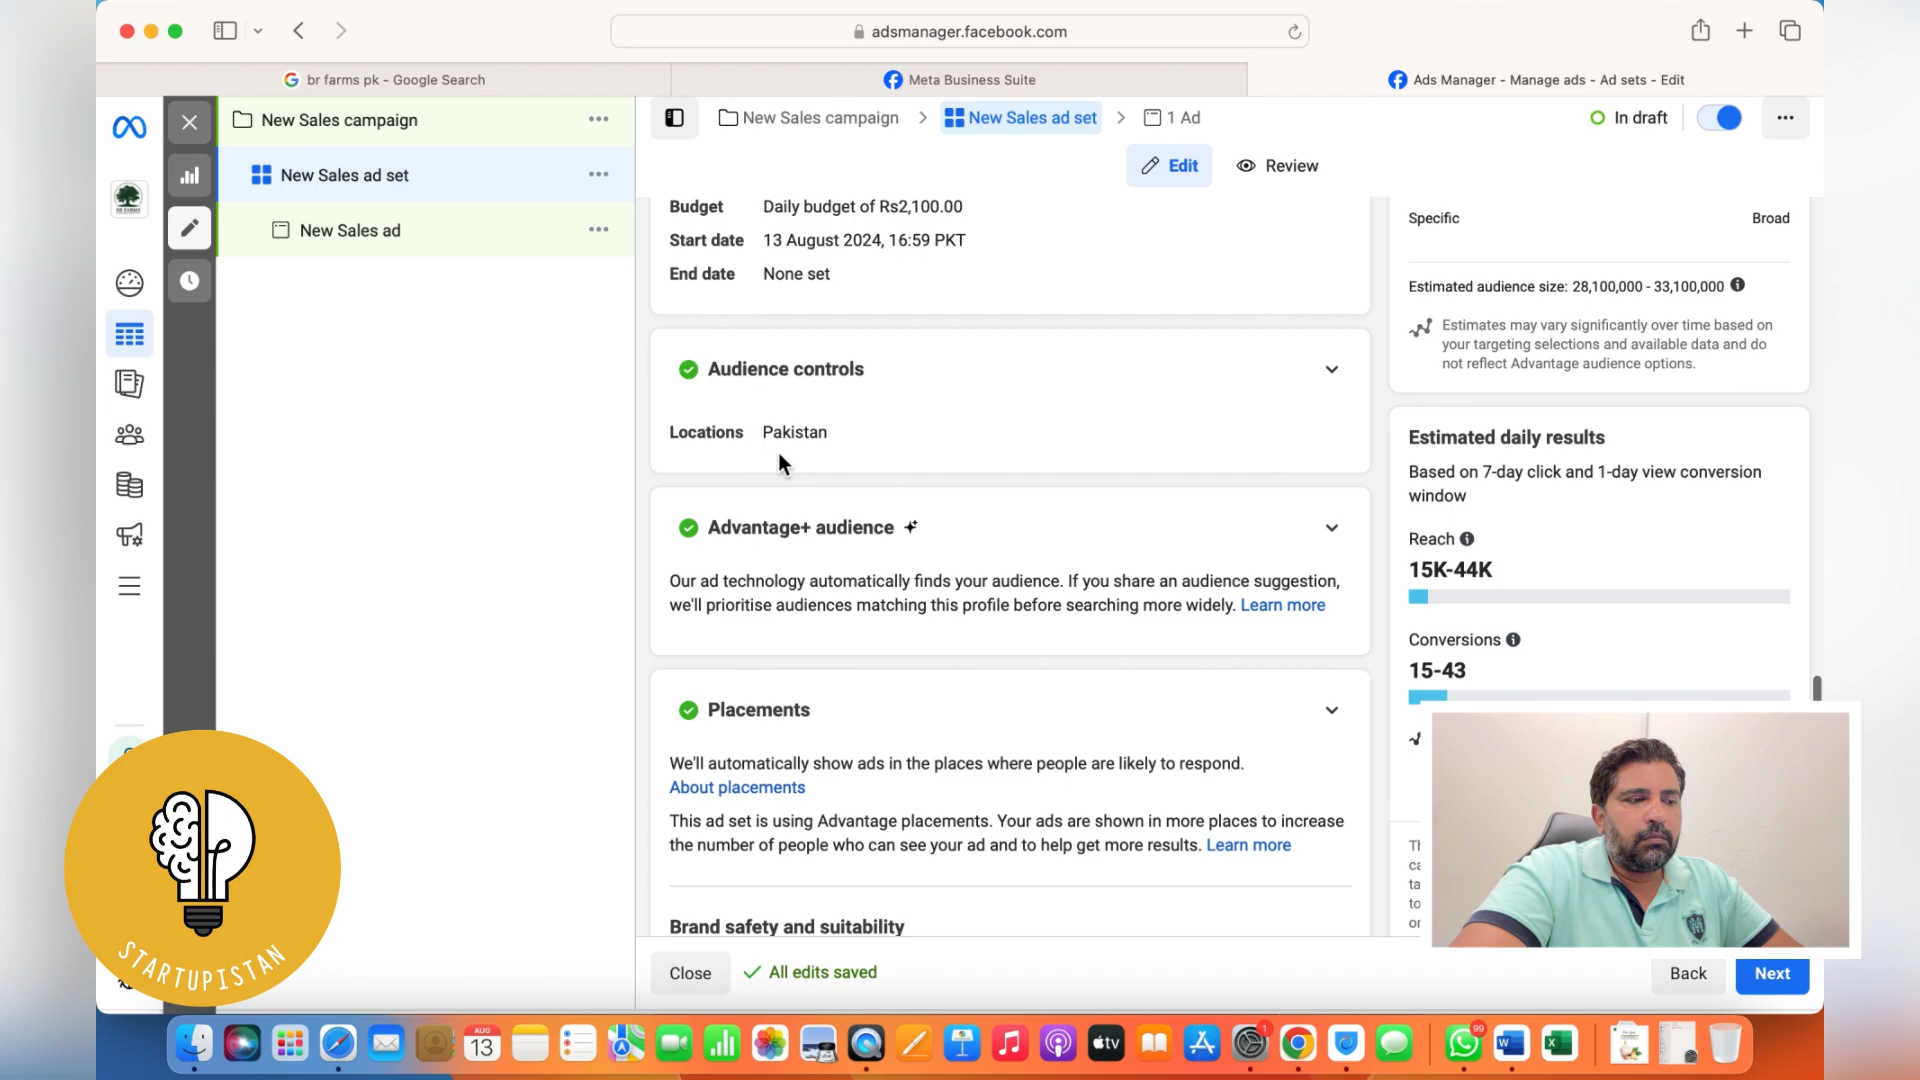 adsmanager.facebook.com
br farms pk - Google Search
Meta Business Suite
Ads Manager - Manage ads - Ad sets - Edit
New Sales campaign
New Sales ad set
New Sales ad
New Sales campaign
New Sales ad set
1 Ad
In draft
Edit
Review
Budget Daily budget of Rs2,100.00
Start date 13 August 2024, 16:59 PKT
End date None set
Audience controls
Locations Pakistan
Advantage+ audience
Our ad technology automatically finds your audience. If you share an audience suggestion,
we'll prioritise audiences matching this profile before searching more widely. Learn more
Placements
We'll automatically show ads in the places where people are likely to respond.
About placements
This ad set is using Advantage placements. Your ads are shown in more places to increase
the number of people who can see your ad and to help get more results. Learn more
Brand safety and suitability
Close
All edits saved
Back
Next
Specific Broad
Estimated audience size: 28,100,000 - 33,100,000
Estimates may vary significantly over time based on
your targeting selections and available data and do
not reflect Advantage audience options.
Estimated daily results
Based on 7-day click and 1-day view conversion
window
Reach
15K-44K
Conversions
15-43
ca
ta
to
STARTUPISTAN
AUG
13
tv
1
99
W
X